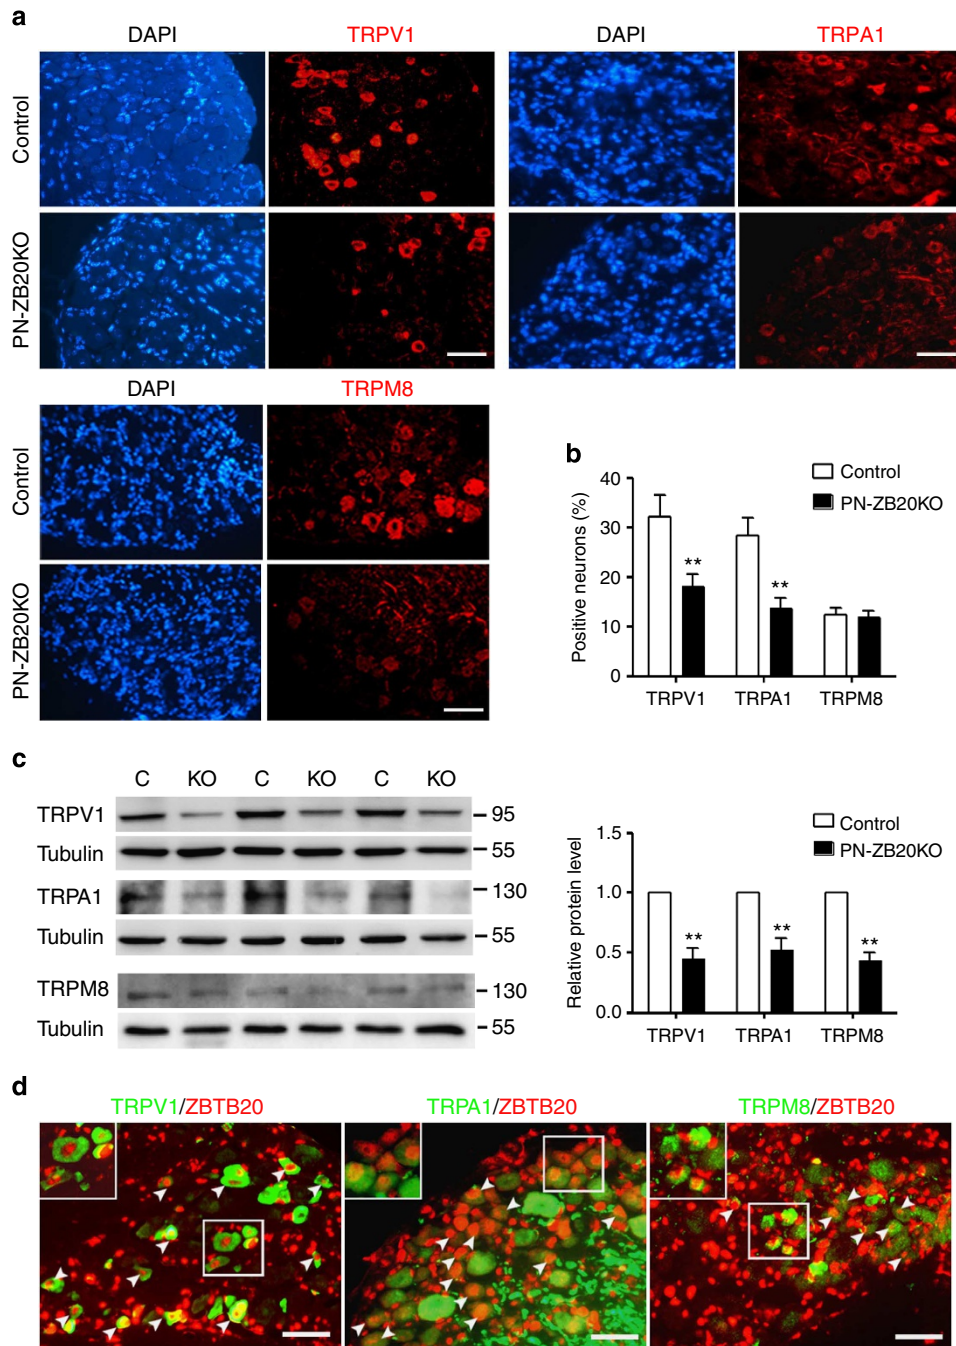 a
DAPI TRPV1 DAPI TRPA1
Control
PN-ZB20KO
DAPI TRPM8
Control
PN-ZB20KO
b
Positive neurons (%)
40
30
20
10
0
Control
PN-ZB20KO
**
**
TRPV1 TRPA1 TRPM8
c
C KO C KO C KO
TRPV1 95
Tubulin 55
TRPA1 130
Tubulin 55
TRPM8 130
Tubulin 55
Relative protein level
1.5
1.0
0.5
0.0
Control
PN-ZB20KO
** ** **
TRPV1 TRPA1 TRPM8
d
TRPV1/ZBTB20 TRPA1/ZBTB20 TRPM8/ZBTB20